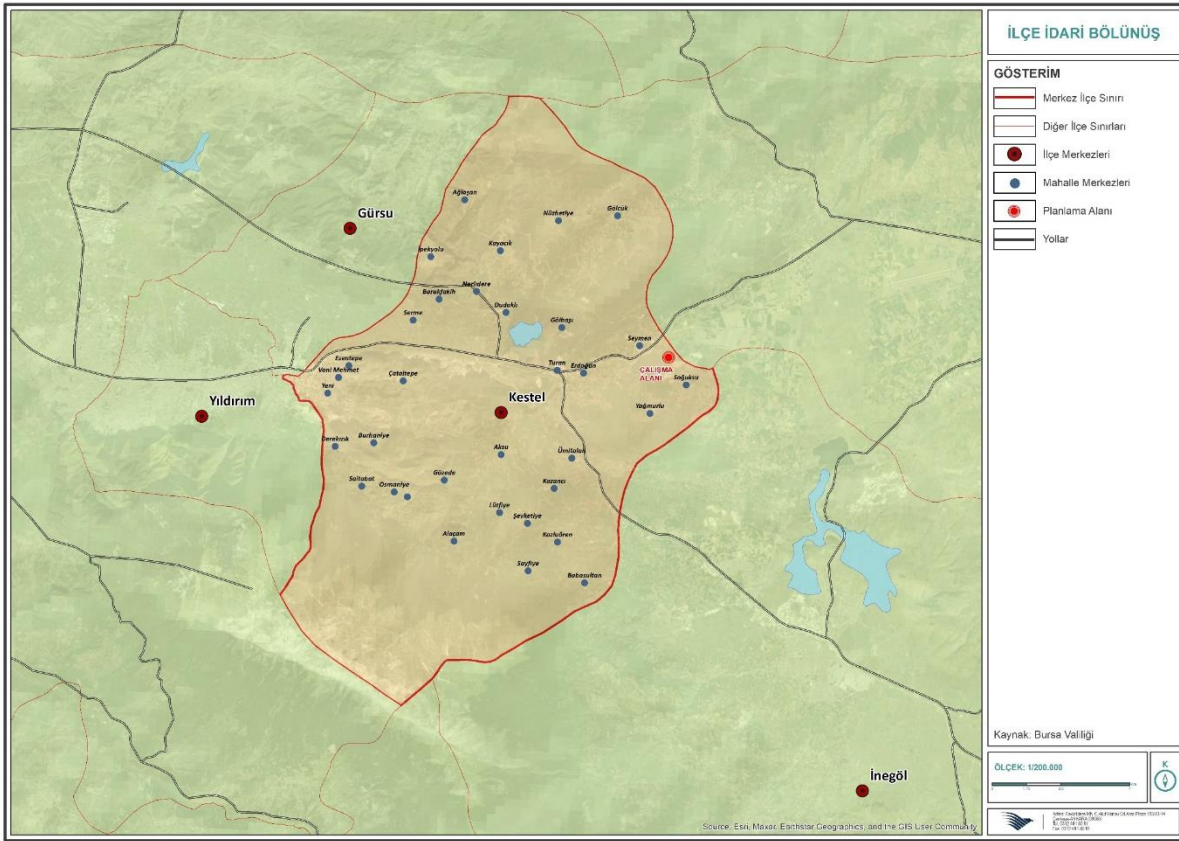 İLÇE İDARİ BÖLÜNÜŞ
GÖSTERİM
Merkez İlçe Sınırı
Diğer İlçe Sınırları
İlçe Merkezleri
Mahalle Merkezleri
Planlama Alanı
Yollar
Ağlaşan
Nüzhetiye
Gölcük
Gürsu
İpekyolu
Kayacık
Barakfakih
Narlıdere
Serme
Dudaklı
Gölbaşı
Seymen
Esentepe
Vani Mehmet
Yeni
Çataltepe
Turan
Erdoğan
ÇALIŞMA
ALANI
Soğuksu
Yıldırım
Kestel
Yağmurlu
Derekızık
Burhaniye
Aksu
Ümitalan
Saitabat
Osmaniye
Gözede
Kazancı
Lütfiye
Şevketiye
Alaçam
Kozluören
Sayfiye
Babasultan
İnegöl
Source: Esri, Maxar, Earthstar Geographics, and the GIS User Community
Kaynak: Bursa Valiliği
ÖLÇEK: 1/200.000
K